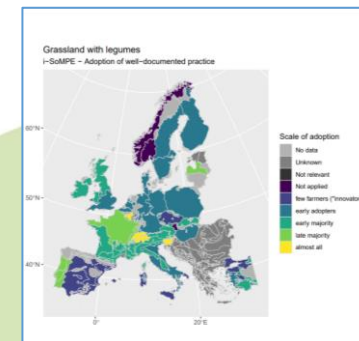 Grassland with legumes
i-SoMPE - Adoption of well-documented practice
60°N
50°N
40°N
0°
20°E
Scale of adoption
No data
Unknown
Not relevant
Not applied
few farmers ("innovator
early adopters
early majority
late majority
almost all